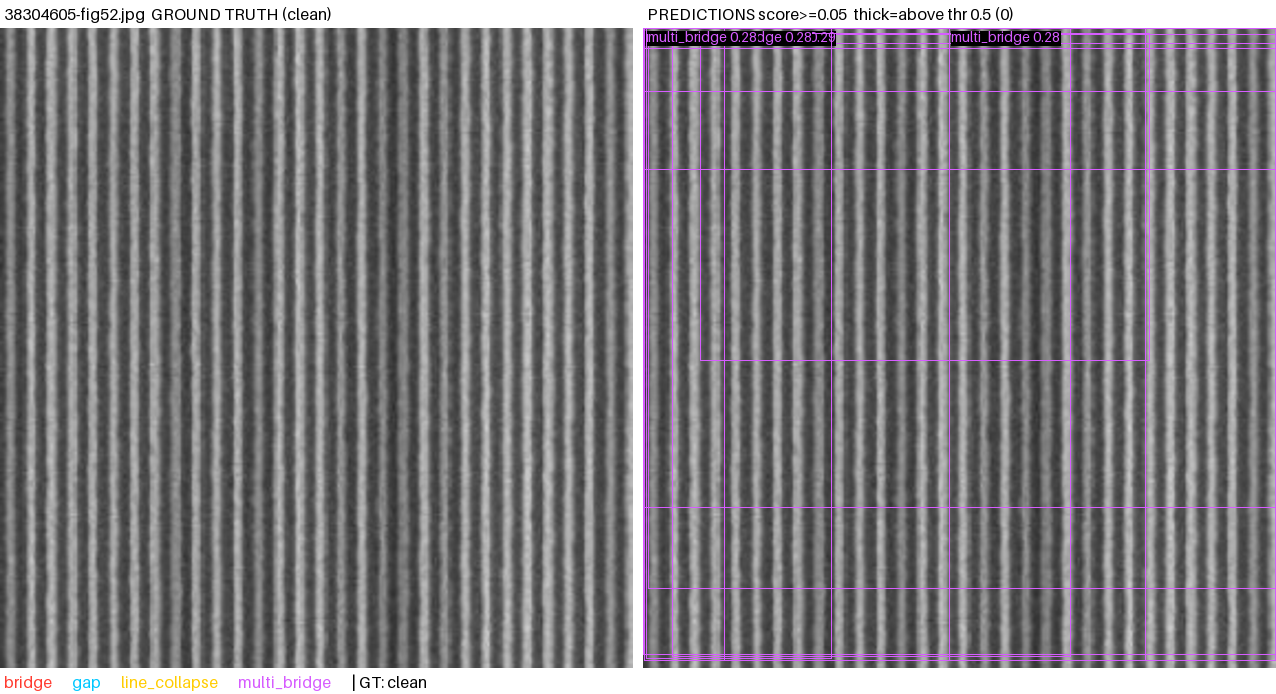 38304605-fig52.jpg GROUND TRUTH (clean)
PREDICTIONS score>=0.05 thick=above thr 0.5 (0)
multi_bridge 0.28
multi_bridge 0.28
bridge gap line_collapse multi_bridge | GT: clean